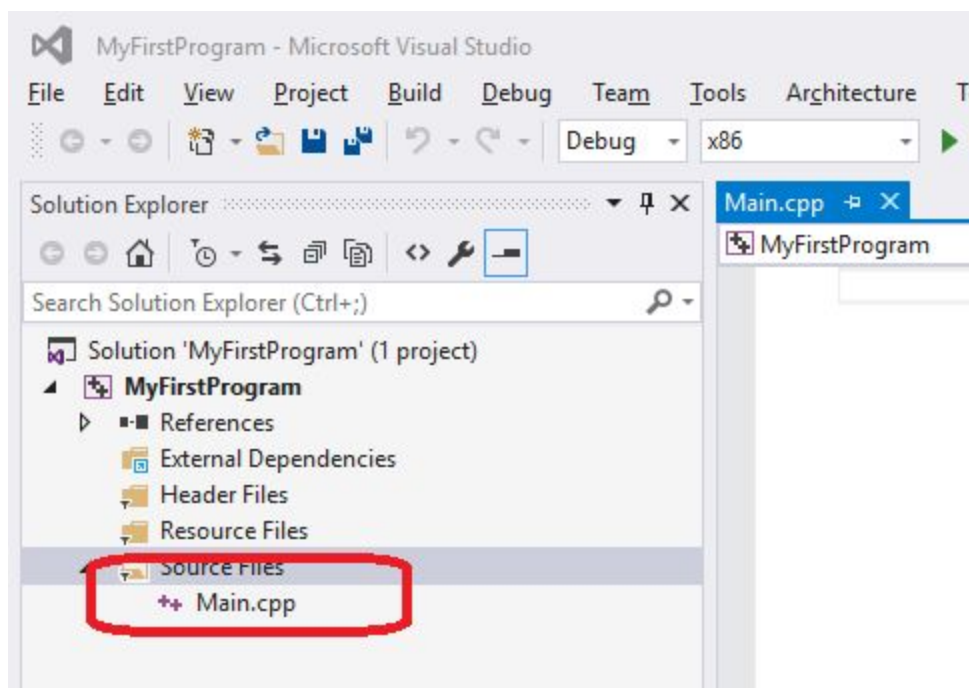 MyFirstProgram - Microsoft Visual Studio
File Edit View Project Build Debug Team Tools Architecture T
Debug x86
Solution Explorer
Main.cpp
MyFirstProgram
Search Solution Explorer (Ctrl+;)
Solution 'MyFirstProgram' (1 project)
MyFirstProgram
References
External Dependencies
Header Files
Resource Files
Source Files
Main.cpp